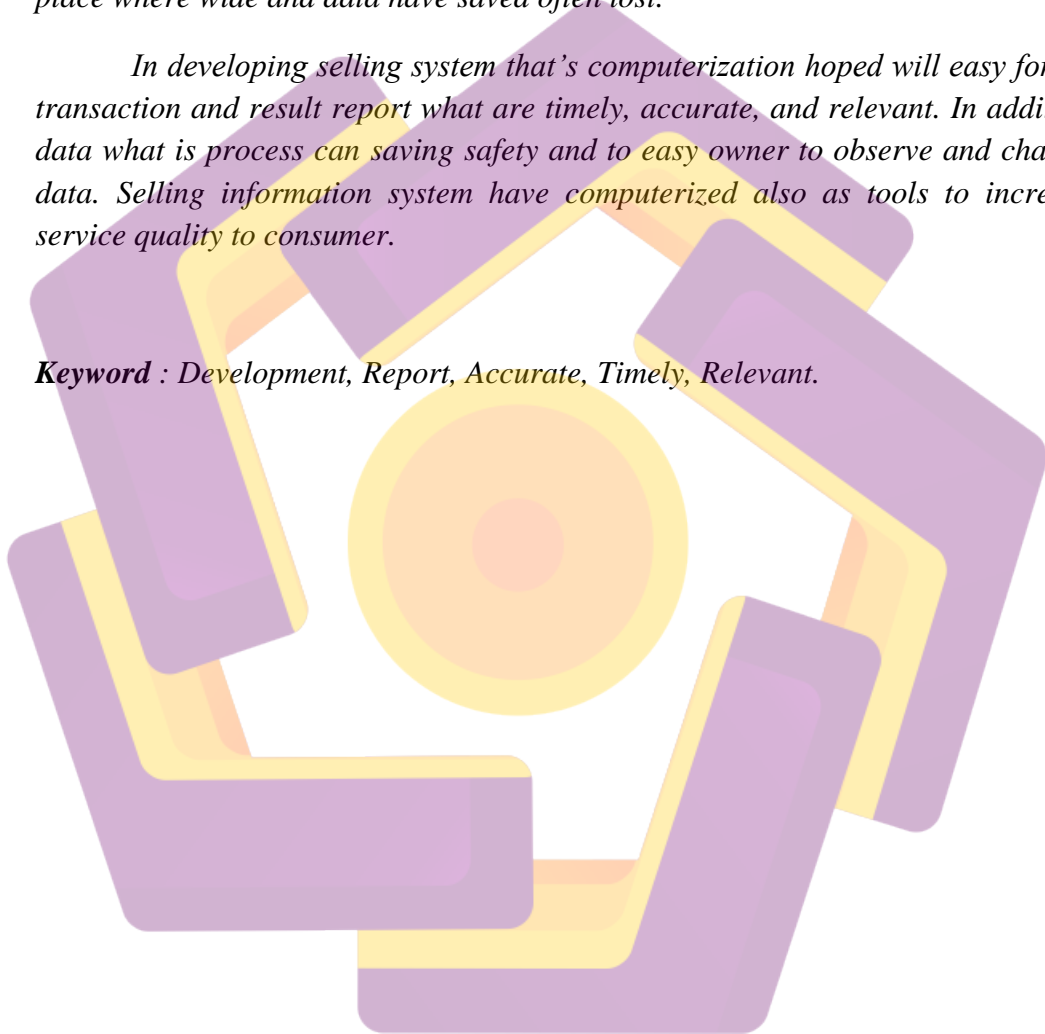 place where wide and data have saved often lost.
In developing selling system that's computerization hoped will easy for
transaction and result report what are timely, accurate, and relevant. In
data what is process can saving safety and to easy owner to observe and
data. Selling information system have computerized also as tools to
service quality to consumer.
Keyword : Development, Report, Accurate, Timely, Relevant.